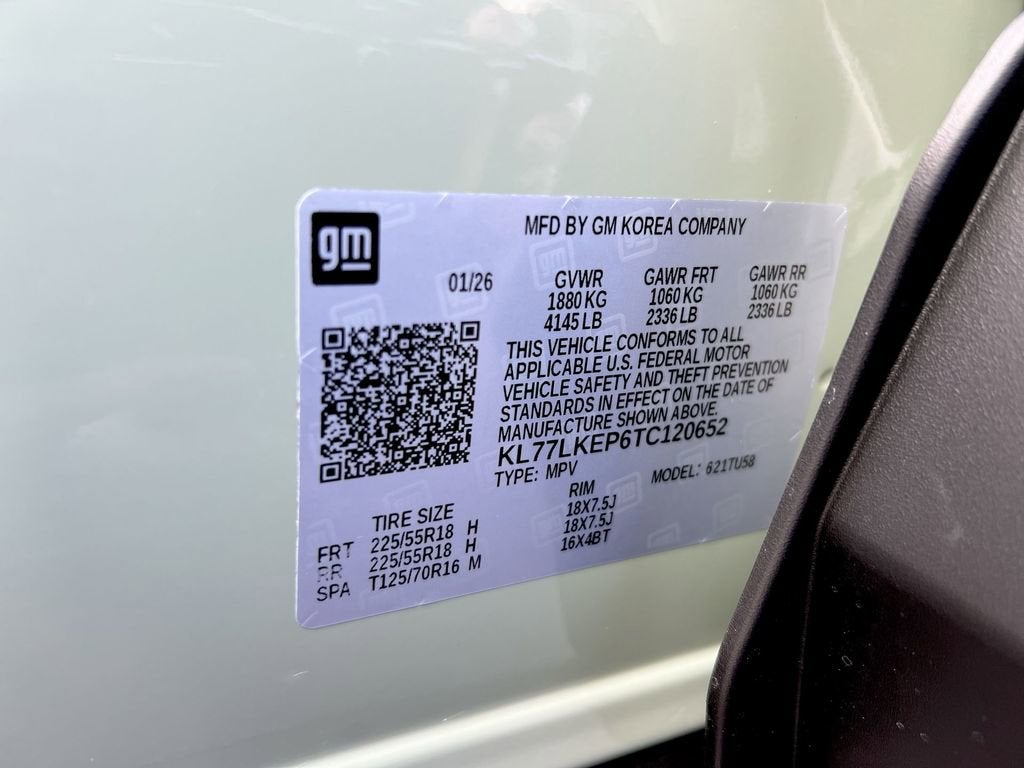 gm
MFD BY GM KOREA COMPANY
01/26
GVWR GAWR FRT GAWR RR
1880 KG 1060 KG 1060 KG
4145 LB 2336 LB 2336 LB
THIS VEHICLE CONFORMS TO ALL
APPLICABLE U.S. FEDERAL MOTOR
VEHICLE SAFETY AND THEFT PREVENTION
STANDARDS IN EFFECT ON THE DATE OF
MANUFACTURE SHOWN ABOVE.
KL77LKEP6TC120652
TYPE: MPV MODEL: 621TU58
TIRE SIZE RIM
FRT 225/55R18 H 18X7.5J
RR 225/55R18 H 18X7.5J
SPA T125/70R16 M 16X4BT